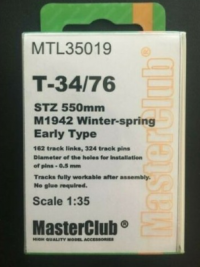 MTL35019
T-34/76
STZ 550mm
M1942 Winter-spring
Early Type
162 track links, 324 track pins
Diameter of the holes for installation
of pins - 0.5 mm
Tracks fully workable after assembly.
No glue required.
Scale 1:35
MasterClub®
HIGH QUALITY MODEL ACCESSORIES
MasterClub®